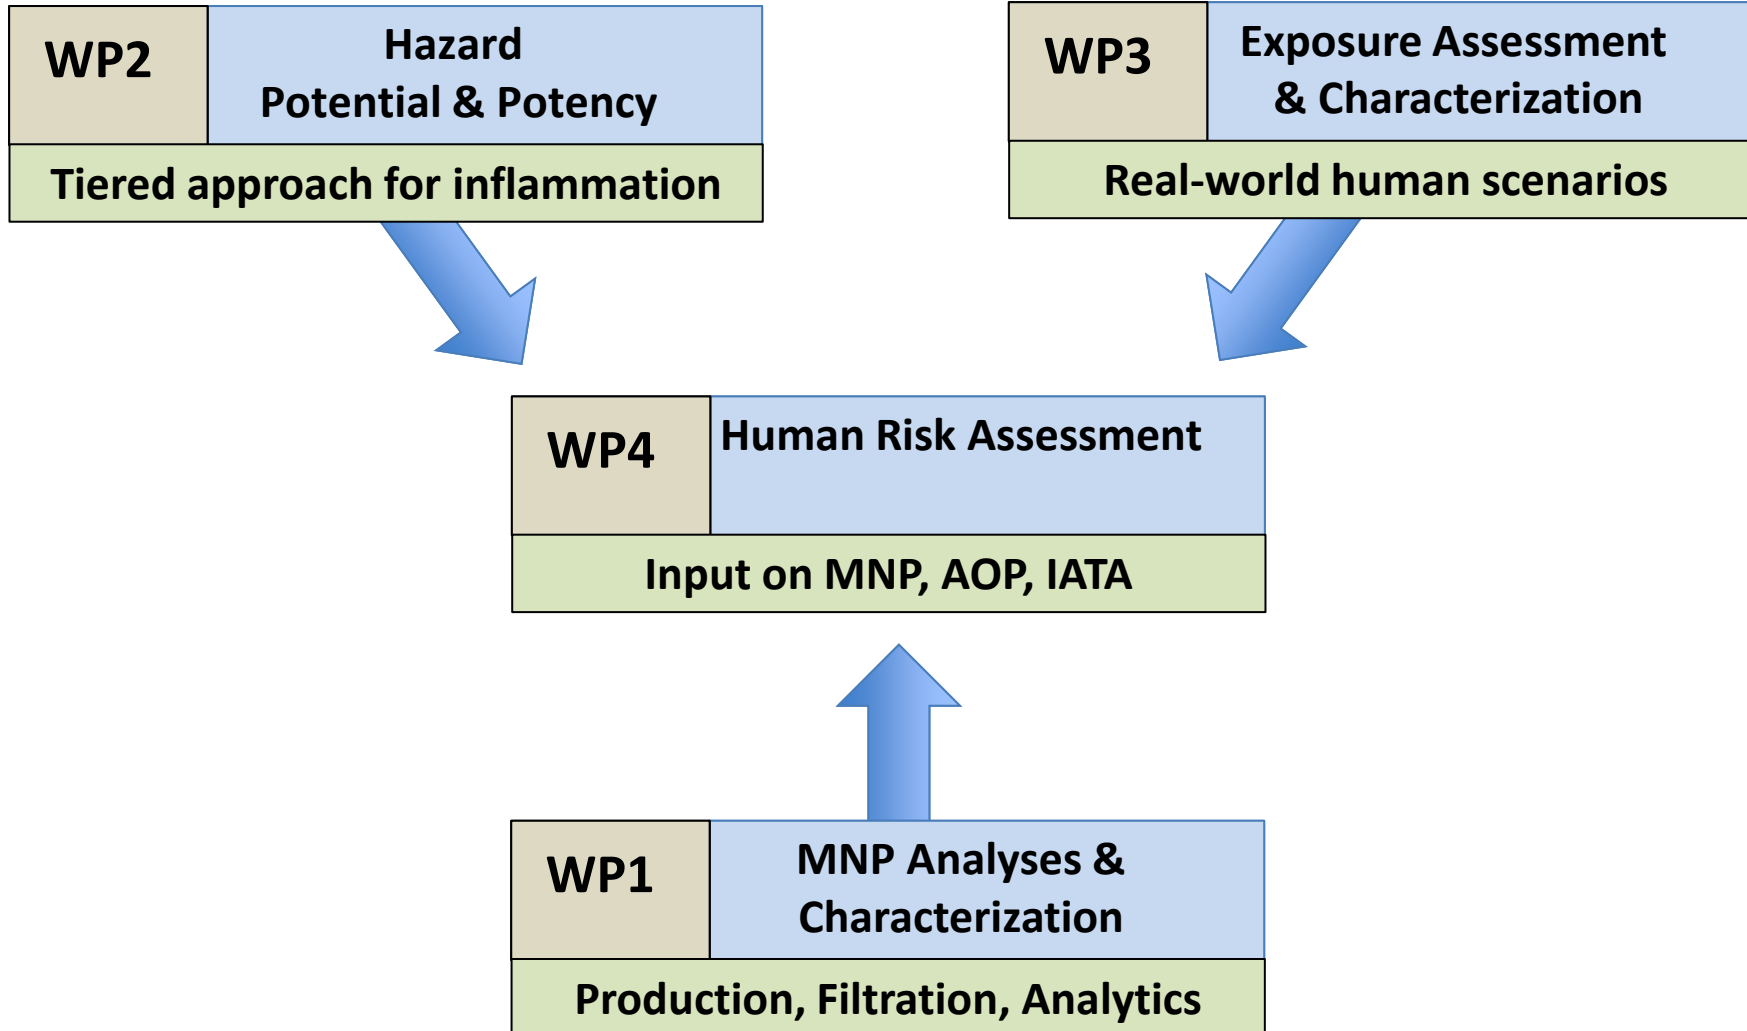 WP2
Hazard
Potential & Potency
Tiered approach for inflammation
WP3
Exposure Assessment
& Characterization
Real-world human scenarios
WP4
Human Risk Assessment
Input on MNP, AOP, IATA
WP1
MNP Analyses &
Characterization
Production, Filtration, Analytics